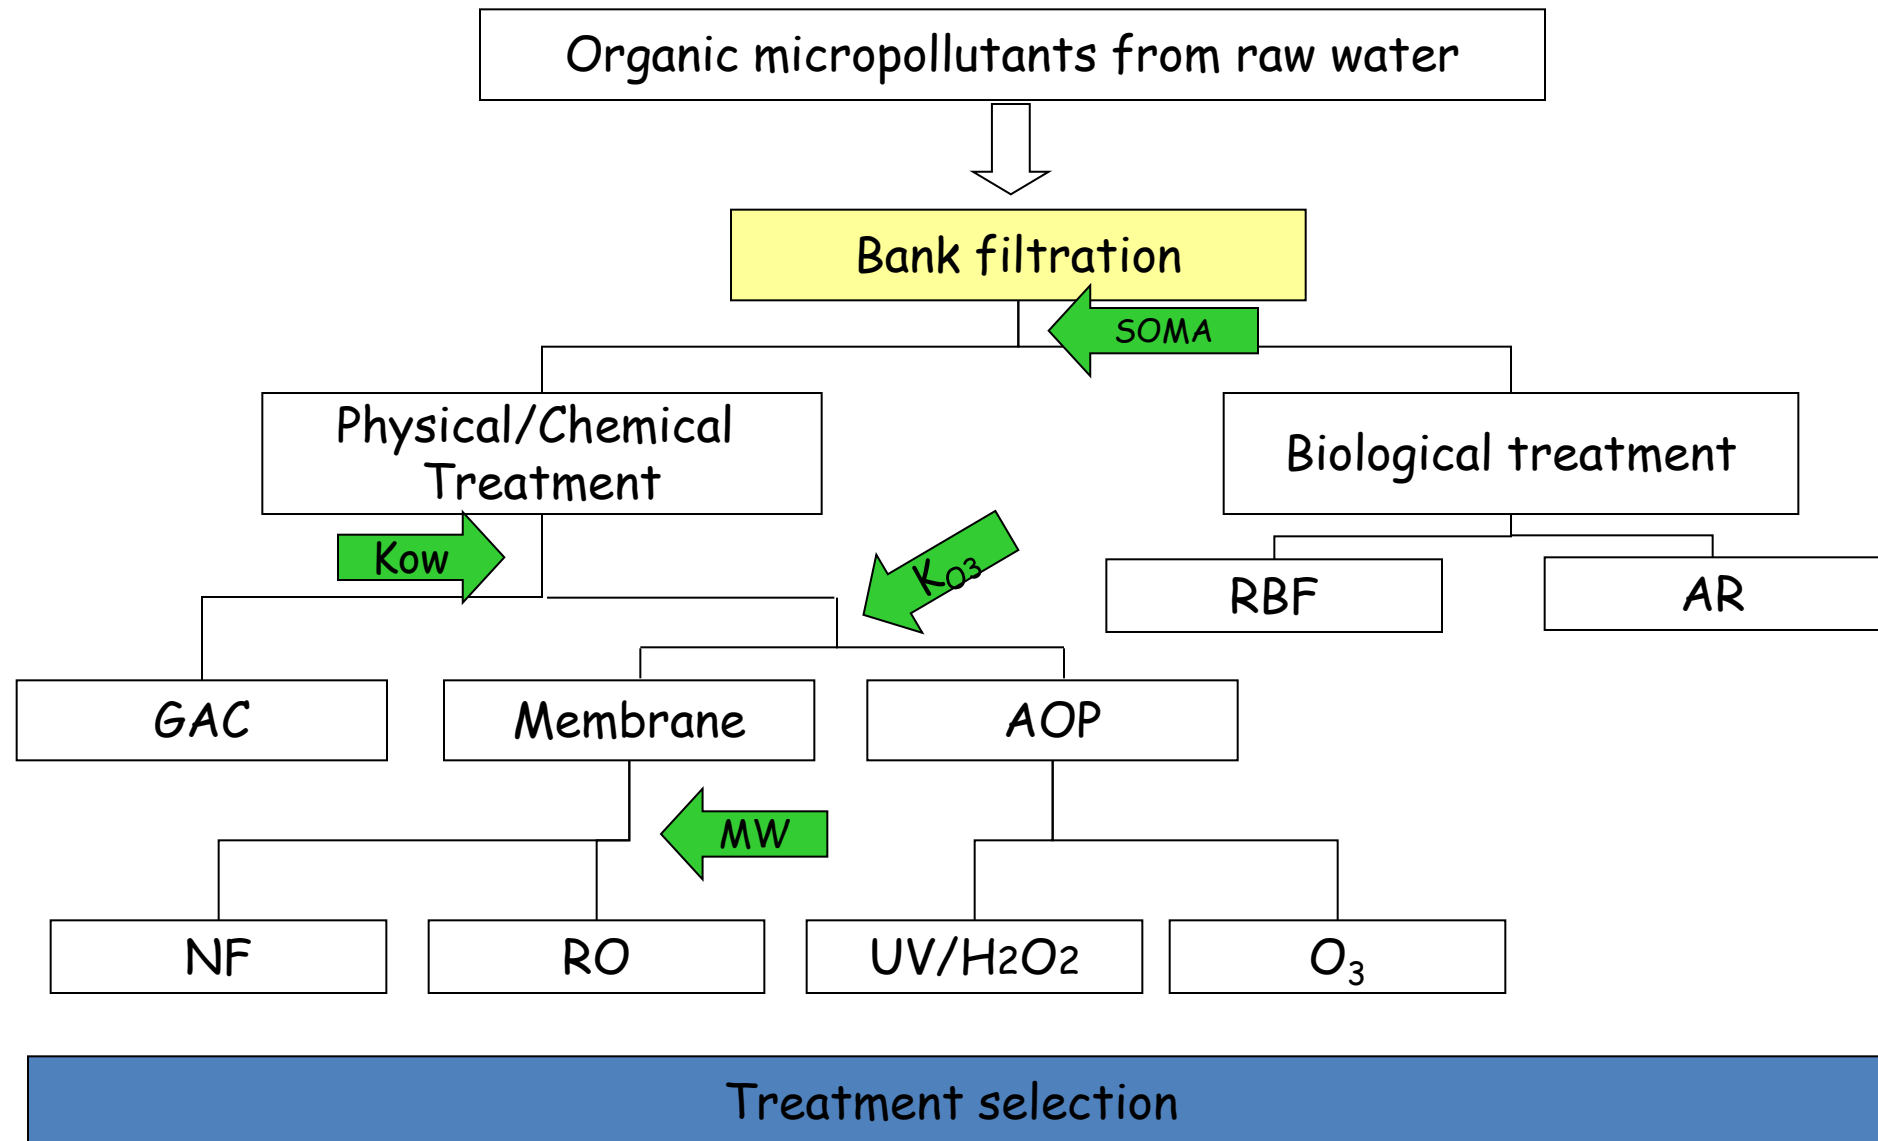 Organic micropollutants from raw water
Bank filtration
SOMA
Physical/Chemical
Treatment
Biological treatment
Kow
K₀₃
RBF
AR
GAC
Membrane
AOP
MW
NF
RO
UV/H2O2
O₃
Treatment selection